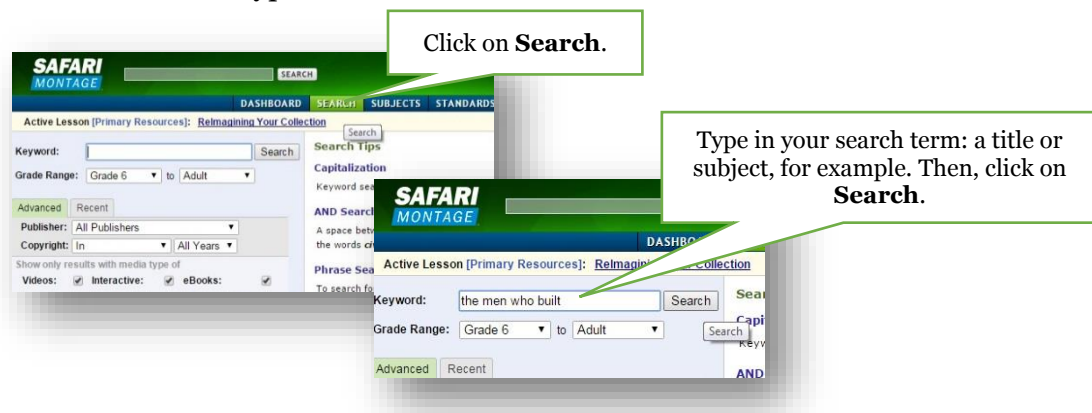 Click on Search.
SAFARI
MONTAGE
SEARCH
DASHBOARD SEARCH SUBJECTS STANDARDS
Active Lesson [Primary Resources]: ReImagining Your Collection
Search
Keyword: Search
Search Tips
Grade Range: Grade 6 to Adult
Capitalization
Keyword sea
Advanced Recent
AND Search
Publisher: All Publishers
A space betw
Copyright: In All Years
the words
Show only results with media type of
Phrase Sea
Videos: Interactive: eBooks:
To search fo
Type in your search term: a title or
subject, for example. Then, click on
Search.
SAFARI
MONTAGE
Active Lesson [Primary Resources]: Collection
Keyword: the men who built Search
Grade Range: Grade 6 to Adult
Search
Advanced Recent
AND